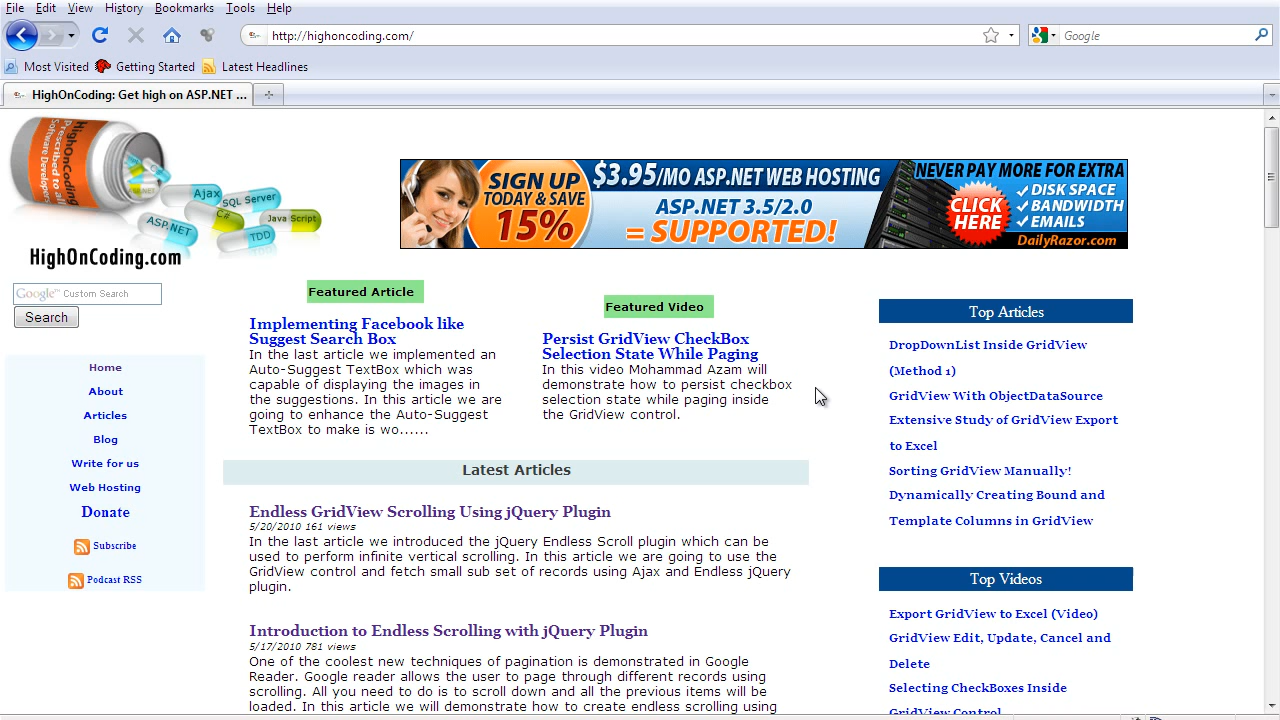 File Edit View History Bookmarks Tools Help
http://highoncoding.com/
Google
Most Visited Getting Started Latest Headlines
HighOnCoding: Get high on ASP.NET ...
HighOnCoding
Prescribed to all
Software Developers
Ajax
SQL Server
C#
Java Script
ASP.NET
TDD
HighOnCoding.com
SIGN UP
TODAY & SAVE
15%
$3.95/MO ASP.NET WEB HOSTING
ASP.NET 3.5/2.0
= SUPPORTED!
NEVER PAY MORE FOR EXTRA
CLICK
HERE
✓ DISK SPACE
✓ BANDWIDTH
✓ EMAILS
DailyRazor.com
Google™ Custom Search
Search
Home
About
Articles
Blog
Write for us
Web Hosting
Donate
Subscribe
Podcast RSS
Featured Article
Implementing Facebook like
Suggest Search Box
In the last article we implemented an
Auto-Suggest TextBox which was
capable of displaying the images in
the suggestions. In this article we are
going to enhance the Auto-Suggest
TextBox to make is wo......
Featured Video
Persist GridView CheckBox
Selection State While Paging
In this video Mohammad Azam will
demonstrate how to persist checkbox
selection state while paging inside
the GridView control.
Latest Articles
Endless GridView Scrolling Using jQuery Plugin
5/20/2010 161 views
In the last article we introduced the jQuery Endless Scroll plugin which can be
used to perform infinite vertical scrolling. In this article we are going to use the
GridView control and fetch small sub set of records using Ajax and Endless jQuery
plugin.
Introduction to Endless Scrolling with jQuery Plugin
5/17/2010 781 views
One of the coolest new techniques of pagination is demonstrated in Google
Reader. Google reader allows the user to page through different records using
scrolling. All you need to do is to scroll down and all the previous items will be
loaded. In this article we will demonstrate how to create endless scrolling using
Top Articles
DropDownList Inside GridView
(Method 1)
GridView With ObjectDataSource
Extensive Study of GridView Export
to Excel
Sorting GridView Manually!
Dynamically Creating Bound and
Template Columns in GridView
Top Videos
Export GridView to Excel (Video)
GridView Edit, Update, Cancel and
Delete
Selecting CheckBoxes Inside
GridView Control